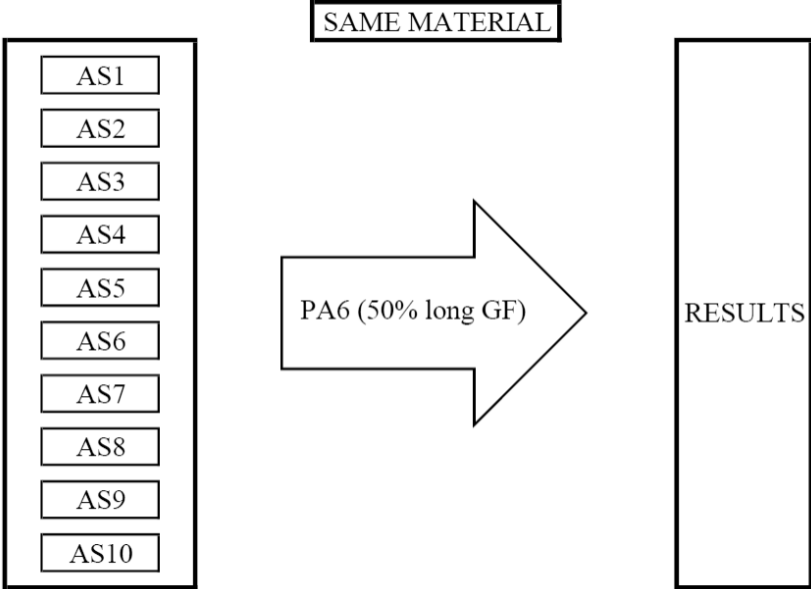 SAME MATERIAL
AS1
AS2
AS3
AS4
AS5
AS6
AS7
AS8
AS9
AS10
PA6 (50% long GF)
RESULTS